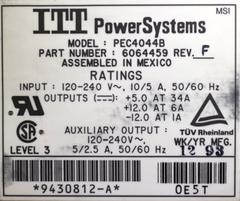 MSI
ITT PowerSystems
MODEL: PEC4044B
PART NUMBER: 6064459 REV. F
ASSEMBLED IN MEXICO
RATINGS
INPUT: 120-240 V~, 10/5 A, 50/60 Hz
OUTPUTS (⎓): +5.0 AT 34A
+12.0 AT 6A
-12.0 AT 1A
TÜV Rheinland
SA
LEVEL 3
AUXILIARY OUTPUT:
120-240V~,
5/2.5 A, 50/60 Hz
WK/YR MFG.
12 93
*9430812-A*
0E5T